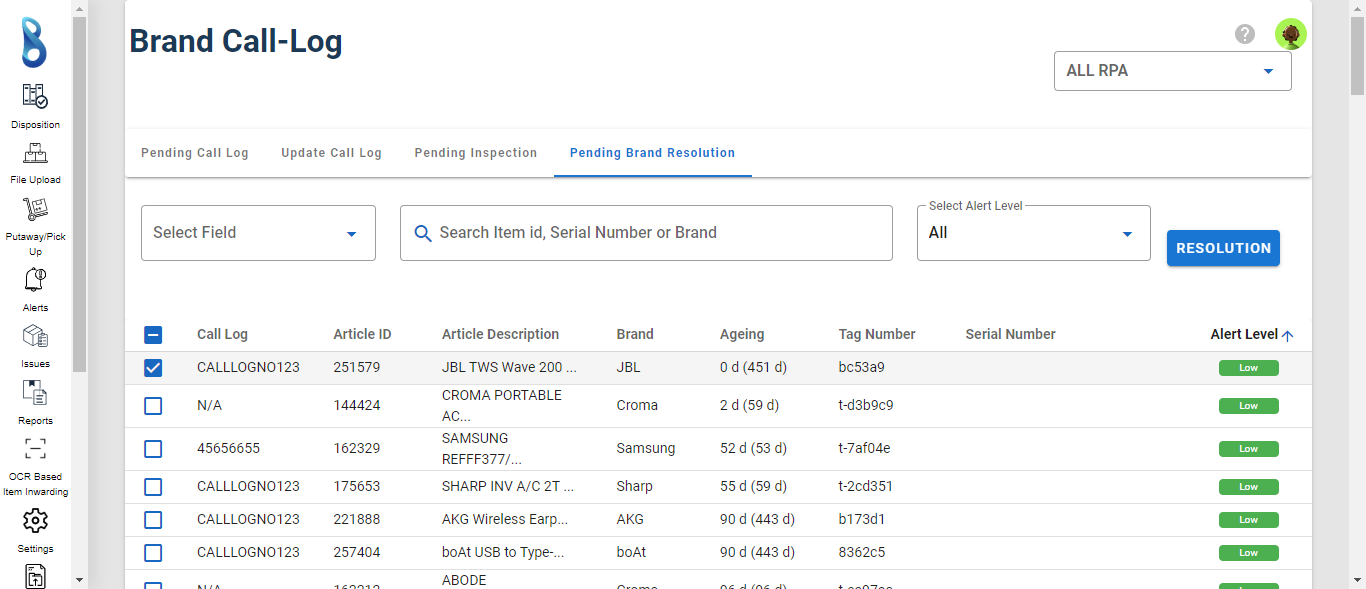 Brand Call-Log
?
ALL RPA
Disposition
File Upload
Putaway/Pick
Up
Alerts
Issues
Reports
OCR Based
Item Inwarding
Settings
Pending Call Log
Update Call Log
Pending Inspection
Pending Brand Resolution
Select Field
Search Item id, Serial Number or Brand
Select Alert Level
All
RESOLUTION
Call Log Article ID Article Description Brand Ageing Tag Number Serial Number Alert Level
CALLLOGNO123 251579 JBL TWS Wave 200 ... JBL 0 d (451 d) bc53a9 Low
N/A 144424 CROMA PORTABLE
AC... Croma 2 d (59 d) t-d3b9c9 Low
45656655 162329 SAMSUNG
REFFF377/... Samsung 52 d (53 d) t-7af04e Low
CALLLOGNO123 175653 SHARP INV A/C 2T ... Sharp 55 d (59 d) t-2cd351 Low
CALLLOGNO123 221888 AKG Wireless Earp... AKG 90 d (443 d) b173d1 Low
CALLLOGNO123 257404 boAt USB to Type-... boAt 90 d (443 d) 8362c5 Low
ABODE